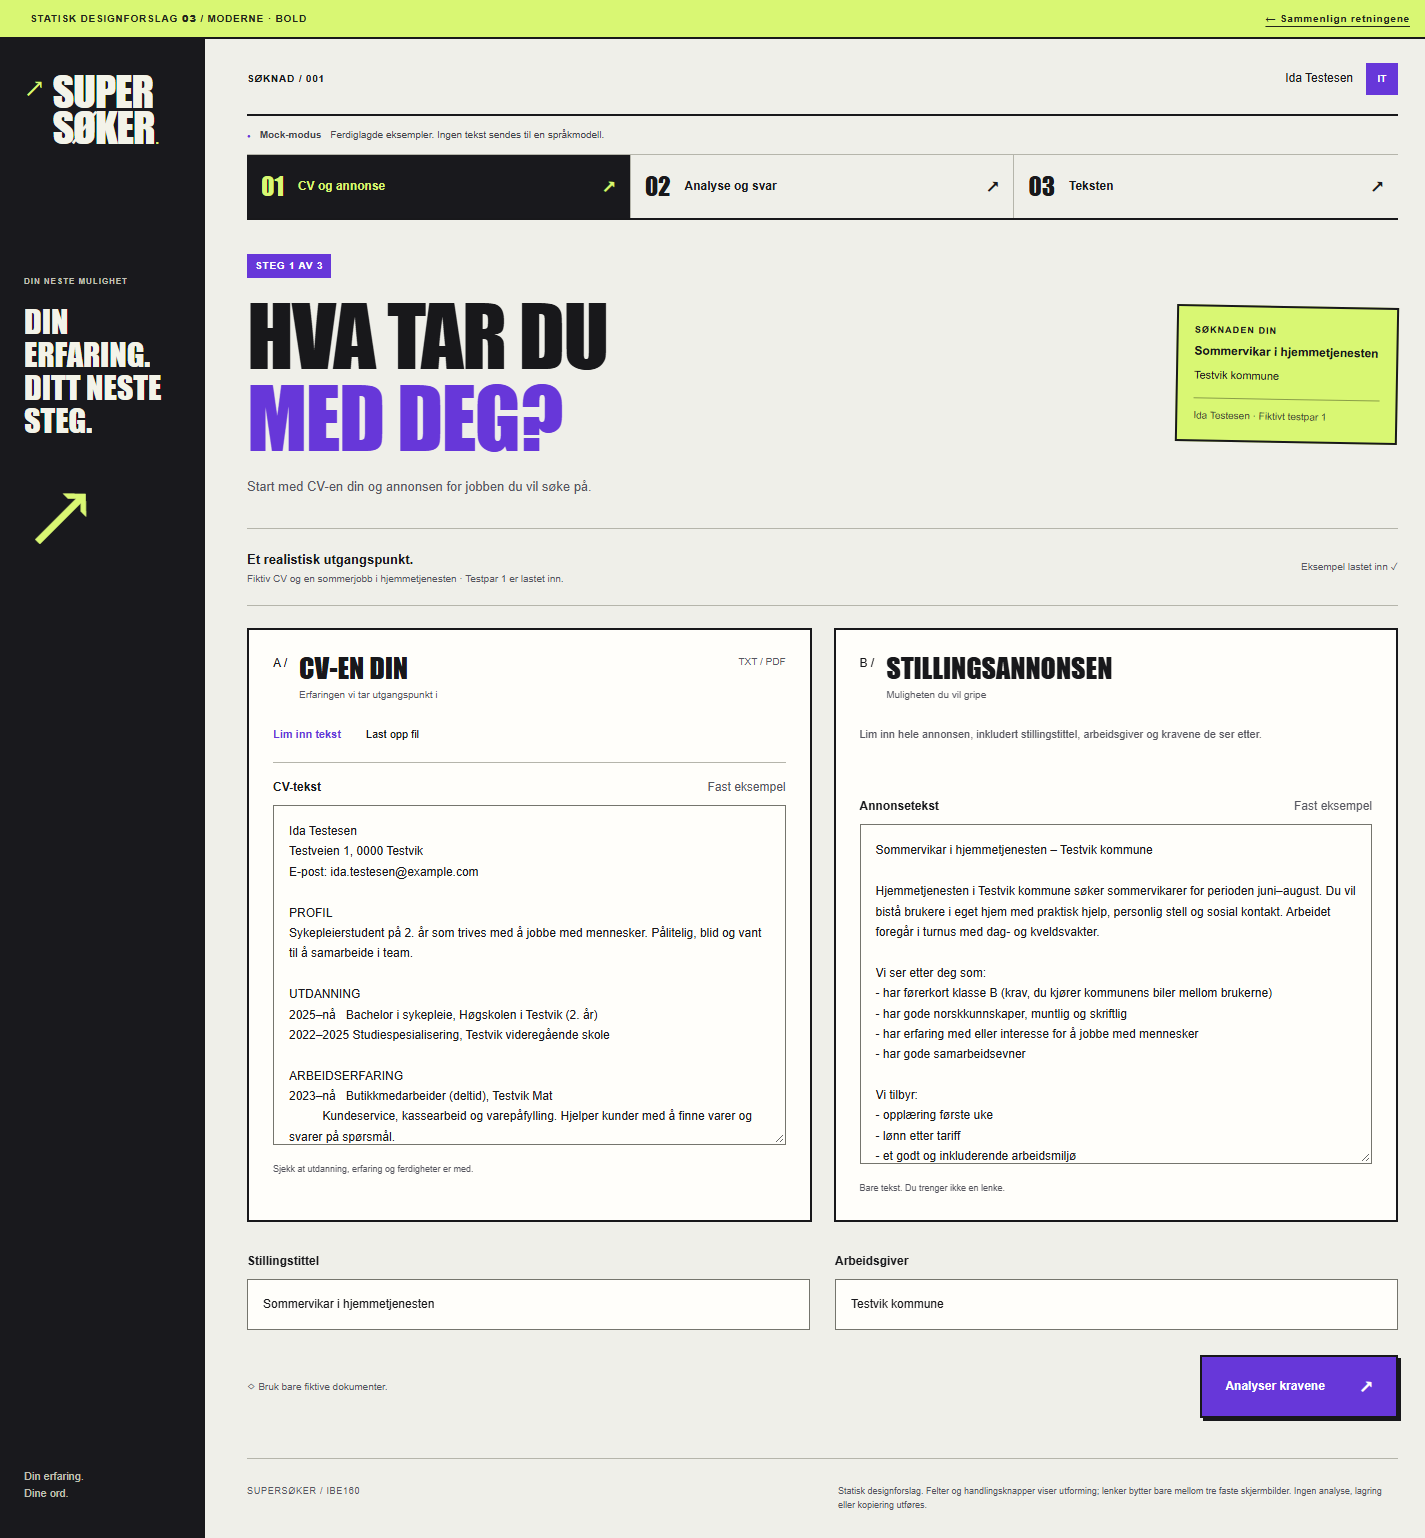 STATISK DESIGNFORSLAG 03 / MODERNE · BOLD
← Sammenlign retningene
↗ SUPER
SØKER.
DIN NESTE MULIGHET
DIN
ERFARING.
DITT NESTE
STEG.
↗
Din erfaring.
Dine ord.
SØKNAD / 001
Ida Testesen IT
• Mock-modus Ferdiglagde eksempler. Ingen tekst sendes til en språkmodell.
01 CV og annonse ↗
02 Analyse og svar ↗
03 Teksten ↗
STEG 1 AV 3
HVA TAR DU
MED DEG?
Start med CV-en din og annonsen for jobben du vil søke på.
SØKNADEN DIN
Sommervikar i hjemmetjenesten
Testvik kommune
Ida Testesen · Fiktivt testpar 1
Et realistisk utgangspunkt.
Fiktiv CV og en sommerjobb i hjemmetjenesten · Testpar 1 er lastet inn.
Eksempel lastet inn ✓
A / CV-EN DIN
TXT / PDF
Erfaringen vi tar utgangspunkt i
Lim inn tekst Last opp fil
CV-tekst Fast eksempel
Ida Testesen
Testveien 1, 0000 Testvik
E-post: ida.testesen@example.com
PROFIL
Sykepleierstudent på 2. år som trives med å jobbe med mennesker. Pålitelig, blid og vant
til å samarbeide i team.
UTDANNING
2025–nå Bachelor i sykepleie, Høgskolen i Testvik (2. år)
2022–2025 Studiespesialisering, Testvik videregående skole
ARBEIDSERFARING
2023–nå Butikkmedarbeider (deltid), Testvik Mat
Kundeservice, kassearbeid og varepåfylling. Hjelper kunder med å finne varer og
svarer på spørsmål.
Sjekk at utdanning, erfaring og ferdigheter er med.
B / STILLINGSANNONSEN
Muligheten du vil gripe
Lim inn hele annonsen, inkludert stillingstittel, arbeidsgiver og kravene de ser etter.
Annonsetekst Fast eksempel
Sommervikar i hjemmetjenesten – Testvik kommune
Hjemmetjenesten i Testvik kommune søker sommervikarer for perioden juni–august. Du vil
bistå brukere i eget hjem med praktisk hjelp, personlig stell og sosial kontakt. Arbeidet
foregår i turnus med dag- og kveldsvakter.
Vi ser etter deg som:
- har førerkort klasse B (krav, du kjører kommunens biler mellom brukerne)
- har gode norskkunnskaper, muntlig og skriftlig
- har erfaring med eller interesse for å jobbe med mennesker
- har gode samarbeidsevner
Vi tilbyr:
- opplæring første uke
- lønn etter tariff
- et godt og inkluderende arbeidsmiljø
Bare tekst. Du trenger ikke en lenke.
Stillingstittel
Sommervikar i hjemmetjenesten
Arbeidsgiver
Testvik kommune
◇ Bruk bare fiktive dokumenter.
Analyser kravene ↗
SUPERSØKER / IBE160
Statisk designforslag. Felter og handlingsknapper viser utforming; lenker bytter bare mellom tre faste skjermbilder. Ingen analyse, lagring
eller kopiering utføres.